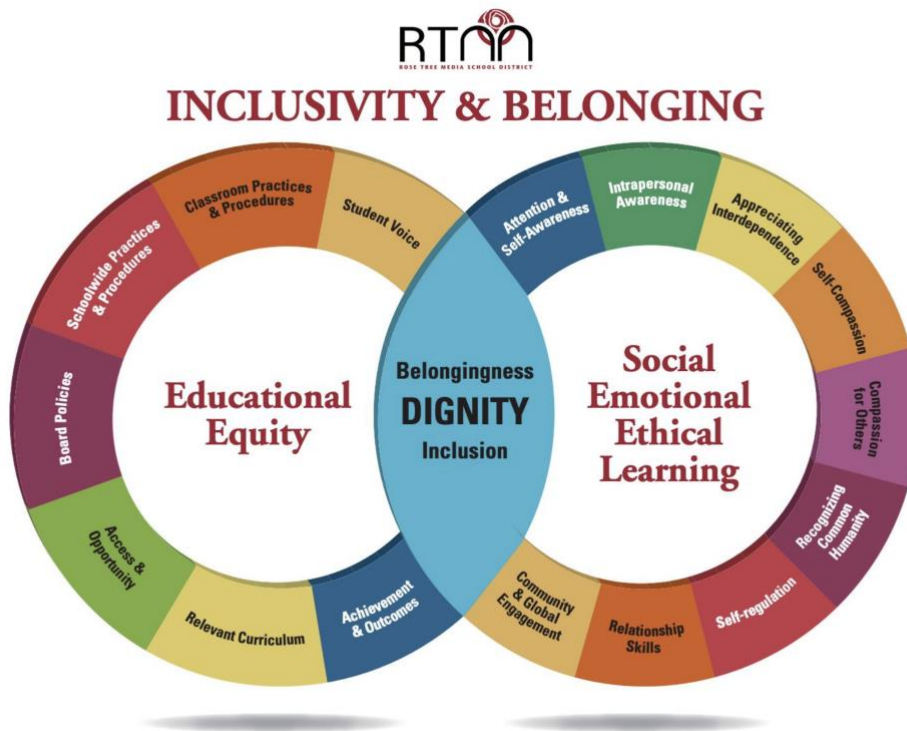 RTM
ROSE TREE MEDIA SCHOOL DISTRICT
INCLUSIVITY & BELONGING
Classroom Practices
& Procedures
Student Voice
Schoolwide Practices
& Procedures
Board Policies
Access &
Opportunity
Relevant Curriculum
Achievement
& Outcomes
Educational
Equity
Belongingness
DIGNITY
Inclusion
Social
Emotional
Ethical
Learning
Attention &
Self-Awareness
Intrapersonal
Awareness
Appreciating
Interdependence
Self-Compassion
Compassion
for Others
Recognizing
Common
Humanity
Self-regulation
Relationship
Skills
Community
& Global
Engagement